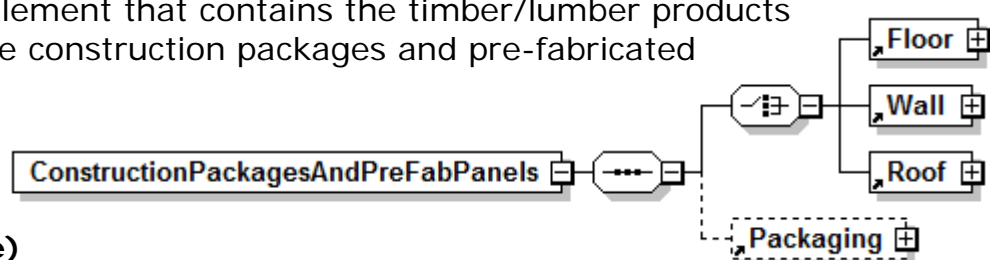 lement that contains the timber/lumber products
e construction packages and pre-fabricated
Floor
Wall
ConstructionPackagesAndPreFabPanels
Roof
Packaging
e)